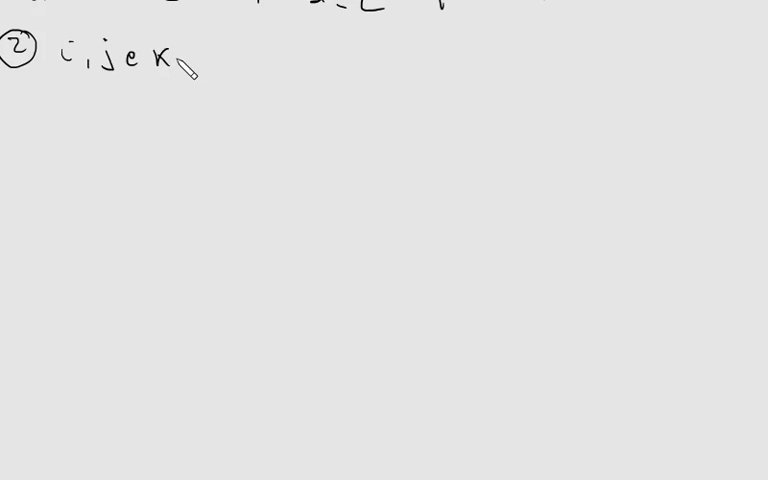 ② i, j e k